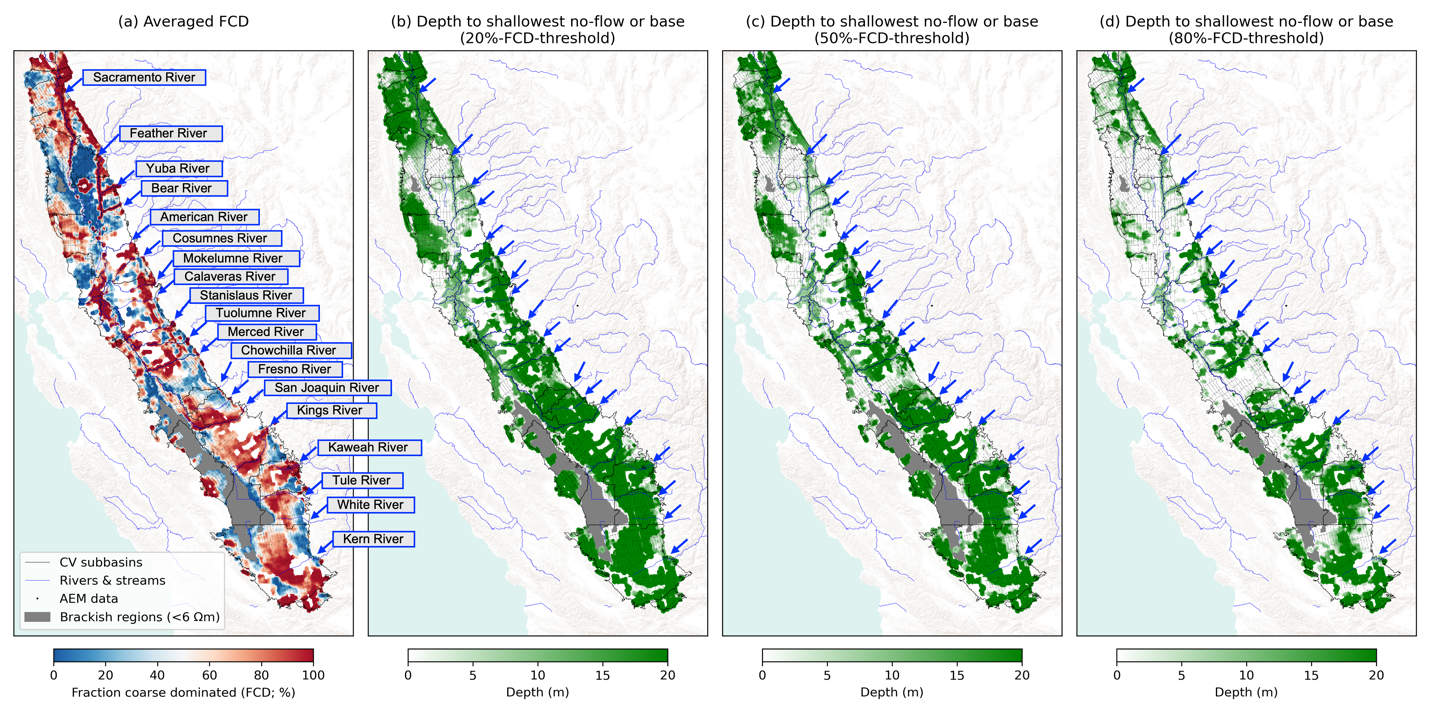 (a) Averaged FCD
(b) Depth to shallowest no-flow or base
(20%-FCD-threshold)
(c) Depth to shallowest no-flow or base
(50%-FCD-threshold)
(d) Depth to shallowest no-flow or base
(80%-FCD-threshold)
Sacramento River
Feather River
Yuba River
Bear River
American River
Cosumnes River
Mokelumne River
Calaveras River
Stanislaus River
Tuolumne River
Merced River
Chowchilla River
Fresno River
San Joaquin River
Kings River
Kaweah River
Tule River
White River
Kern River
CV subbasins
Rivers & streams
AEM data
Brackish regions (<6 Ωm)
0 20 40 60 80 100
Fraction coarse dominated (FCD; %)
0 5 10 15 20
Depth (m)
0 5 10 15 20
Depth (m)
0 5 10 15 20
Depth (m)